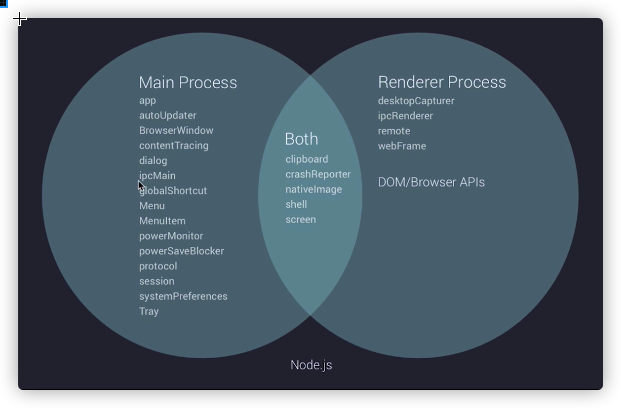 Main Process
app
autoUpdater
BrowserWindow
contentTracing
dialog
ipcMain
globalShortcut
Menu
MenuItem
powerMonitor
powerSaveBlocker
protocol
session
systemPreferences
Tray
Both
clipboard
crashReporter
nativeImage
shell
screen
Renderer Process
desktopCapturer
ipcRenderer
remote
webFrame
DOM/Browser APIs
Node.js